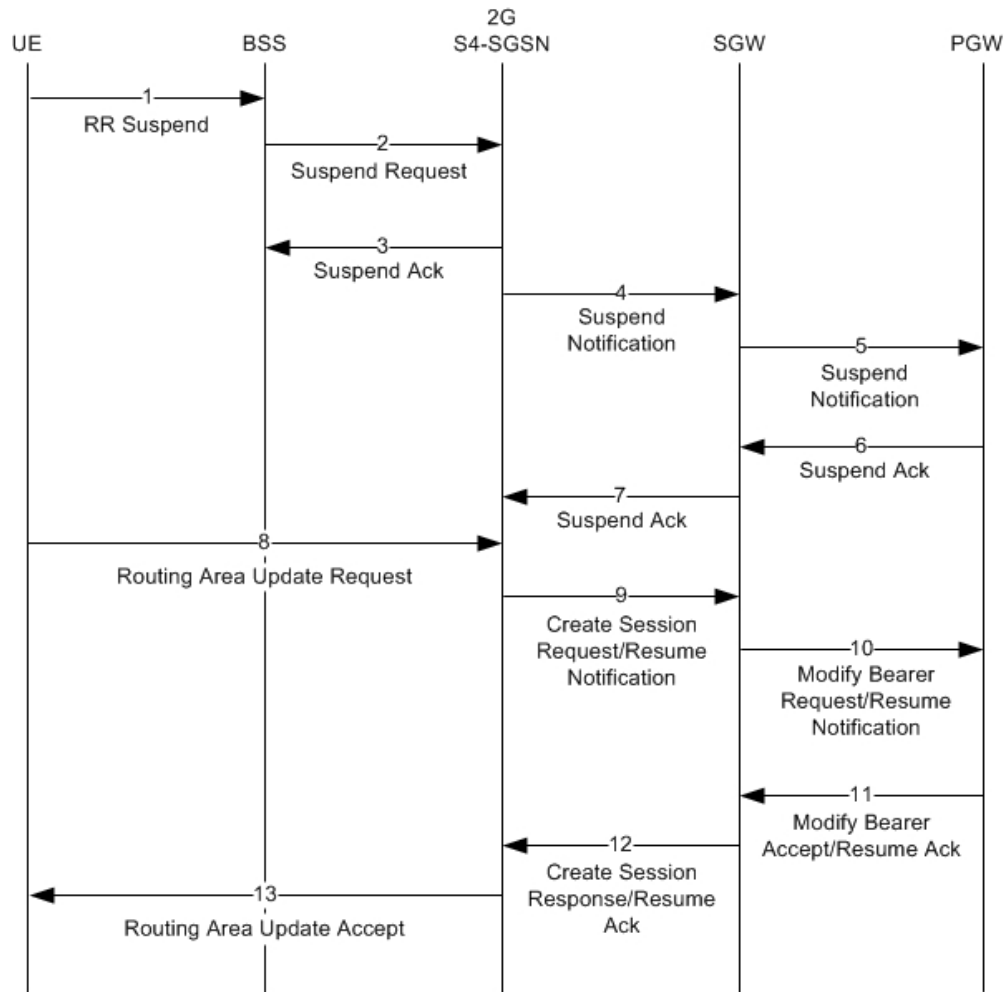 2G
UE BSS S4-SGSN SGW PGW
1
RR Suspend
2
Suspend Request
3
Suspend Ack
4
Suspend
Notification
5
Suspend
Notification
6
Suspend Ack
7
Suspend Ack
8
Routing Area Update Request
9
Create Session
Request/Resume
Notification
10
Modify Bearer
Request/Resume
Notification
11
Modify Bearer
Accept/Resume Ack
12
Create Session
Response/Resume
Ack
13
Routing Area Update Accept